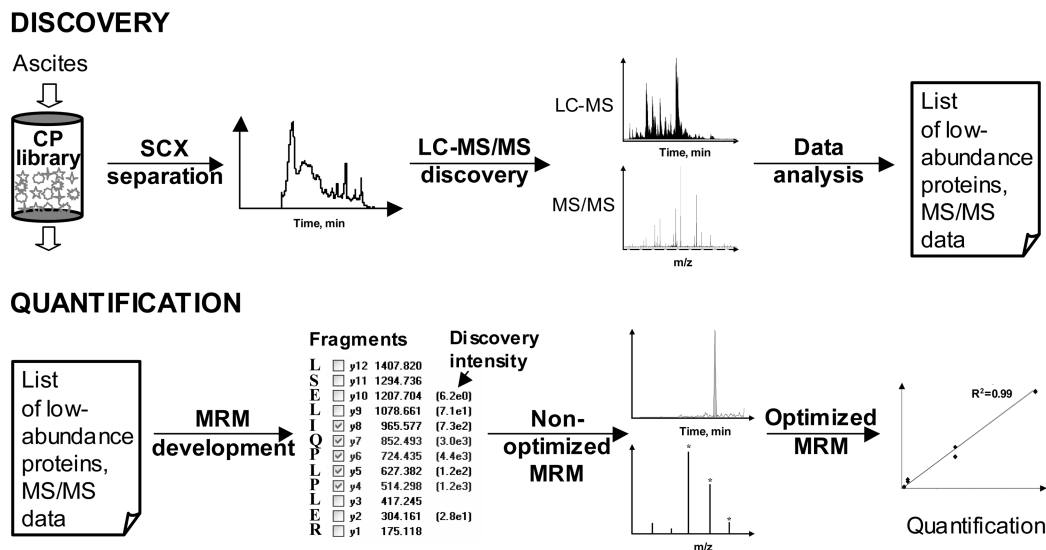 DISCOVERY
Ascites
CP
library
SCX
separation
Time, min
LC-MS/MS
discovery
LC-MS
Time, min
MS/MS
m/z
Data
analysis
List
of low-
abundance
proteins,
MS/MS
data
QUANTIFICATION
List
of low-
abundance
proteins,
MS/MS
data
MRM
development
Fragments
Discovery
intensity
L y12 1407.820
S y11 1294.736
E y10 1207.704 (6.2e0)
L y9 1078.661 (7.1e1)
I y8 965.577 (7.3e2)
Q y7 852.493 (3.0e3)
P y6 724.435 (4.4e3)
L y5 627.382 (1.2e2)
P y4 514.298 (1.2e3)
L y3 417.245
E y2 304.161 (2.8e1)
R y1 175.118
Non-
optimized
MRM
Time, min
* * *
m/z
Optimized
MRM
R²=0.99
Quantification